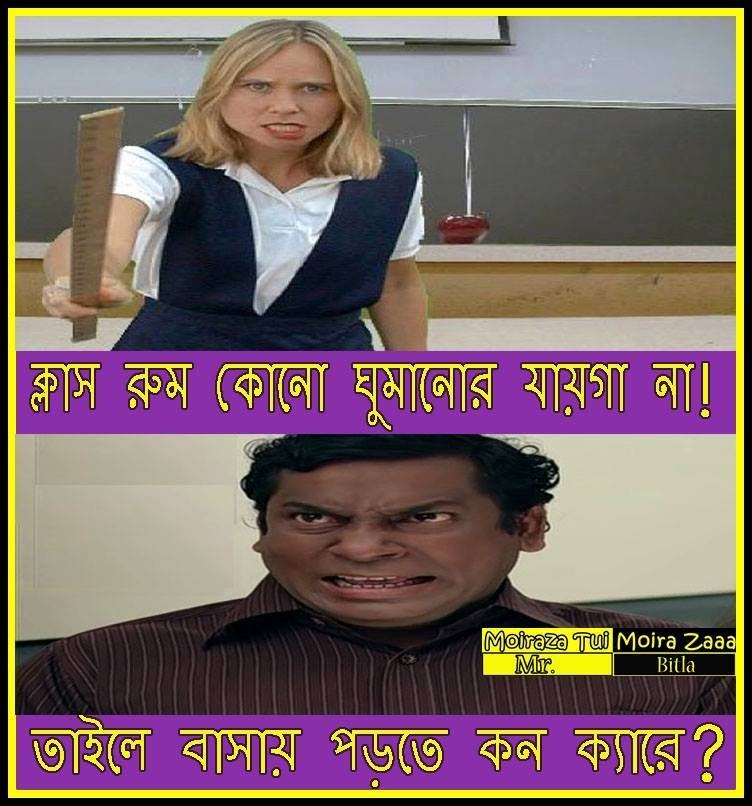 ক্লাস রুম কোনো ঘুমানোর যায়গা না!
Moiraza Tui Moira Zaaa
Mr. Bitla
তাইলে বাসায় পড়তে কন ক্যারে?